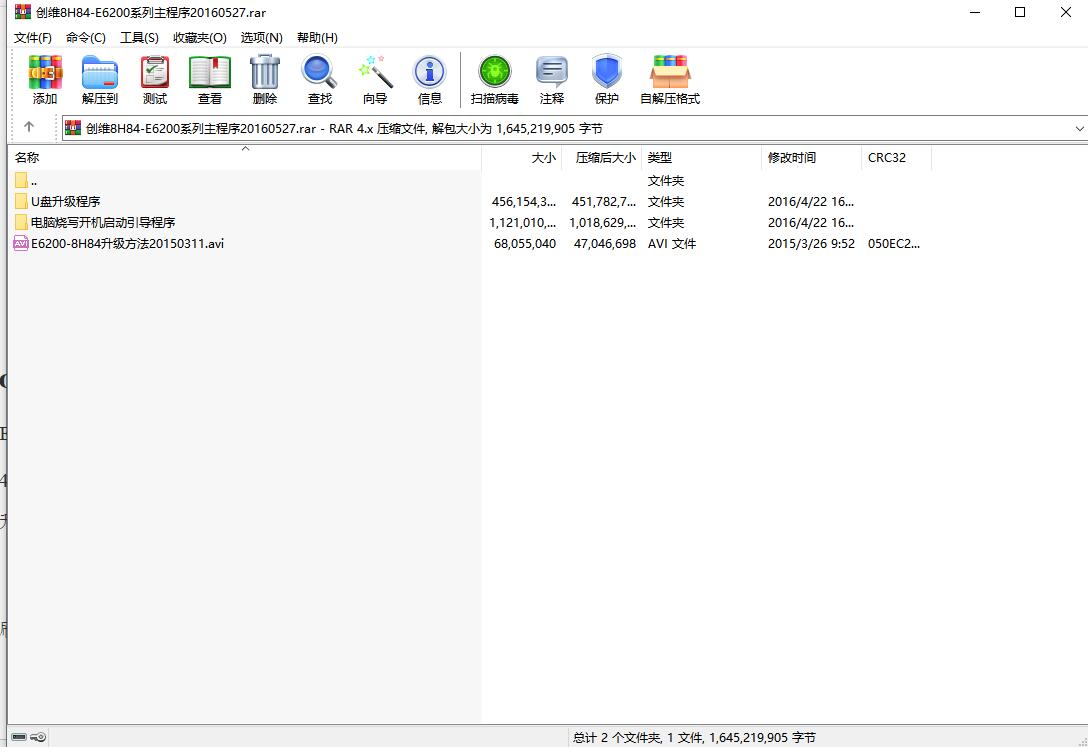 创维8H84-E6200系列主程序20160527.rar
文件(F) 命令(C) 工具(S) 收藏夹(O) 选项(N) 帮助(H)
添加 解压到 测试 查看 删除 查找 向导 信息 扫描病毒 注释 保护 自解压格式
创维8H84-E6200系列主程序20160527.rar - RAR 4.x 压缩文件, 解包大小为 1,645,219,905 字节
名称 大小 压缩后大小 类型 修改时间 CRC32
.. 文件夹
U盘升级程序 456,154,3... 451,782,7... 文件夹 2016/4/22 16...
电脑烧写开机启动引导程序 1,121,010,... 1,018,629,... 文件夹 2016/4/22 16...
E6200-8H84升级方法20150311.avi 68,055,040 47,046,698 AVI 文件 2015/3/26 9:52 050EC2...
总计 2 个文件夹, 1 文件, 1,645,219,905 字节